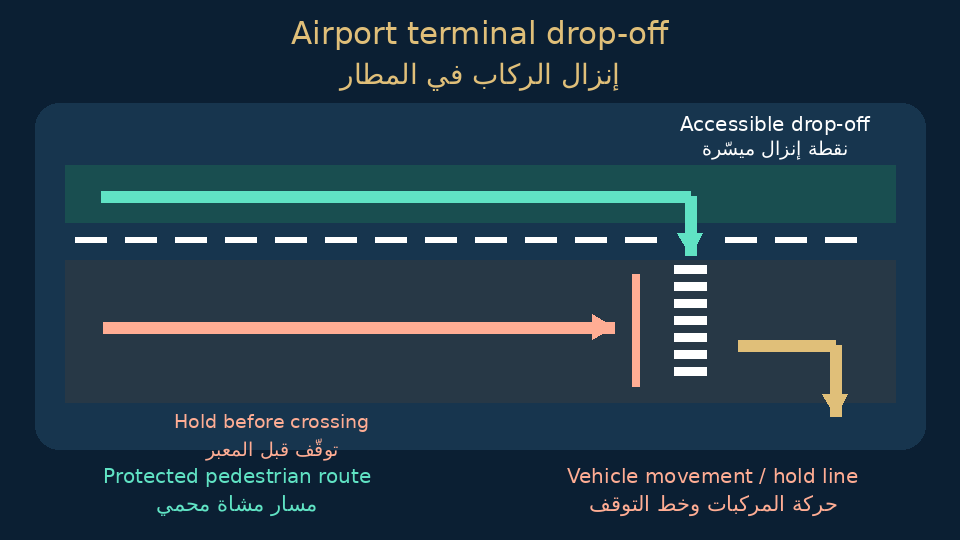 Airport terminal drop-off
إنزال الركاب في المطار
Accessible drop-off
نقطة إنزال ميسّرة
Hold before crossing
توقّف قبل المعبر
Protected pedestrian route
مسار مشاة محمي
Vehicle movement / hold line
حركة المركبات وخط التوقف